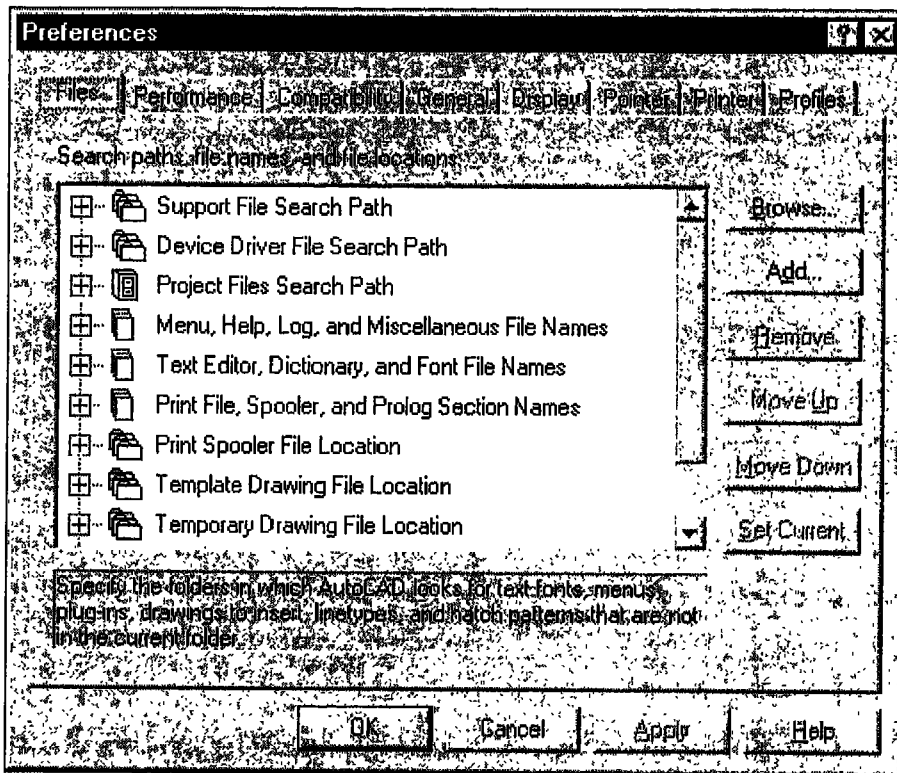 Preferences
Files Performance Compatibility General Display Pointer Printer Profiles
Search paths, file names, and file locations:
Support File Search Path
Device Driver File Search Path
Project Files Search Path
Menu, Help, Log, and Miscellaneous File Names
Text Editor, Dictionary, and Font File Names
Print File, Spooler, and Prolog Section Names
Print Spooler File Location
Template Drawing File Location
Temporary Drawing File Location
Browse...
Add...
Remove
Move Up
Move Down
Set Current
Specify the folders in which AutoCAD looks for text fonts, menus,
plug-ins, drawings to insert, linetypes, and hatch patterns that are not
in the current folder.
OK Cancel Apply Help